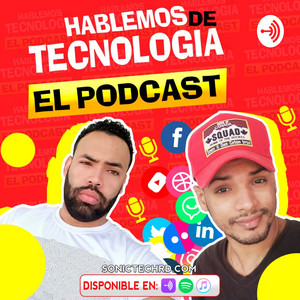 HABLEMOS DE
TECNOLOGIA
EL PODCAST
SQUAD
SONICTECHRD.COM
DISPONIBLE EN: